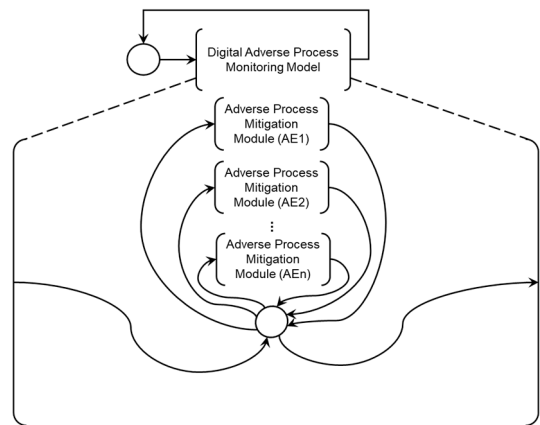 Digital Adverse Process
Monitoring Model
Adverse Process
Mitigation
Module (AE1)
Adverse Process
Mitigation
Module (AE2)
⋮
Adverse Process
Mitigation
Module (AEn)